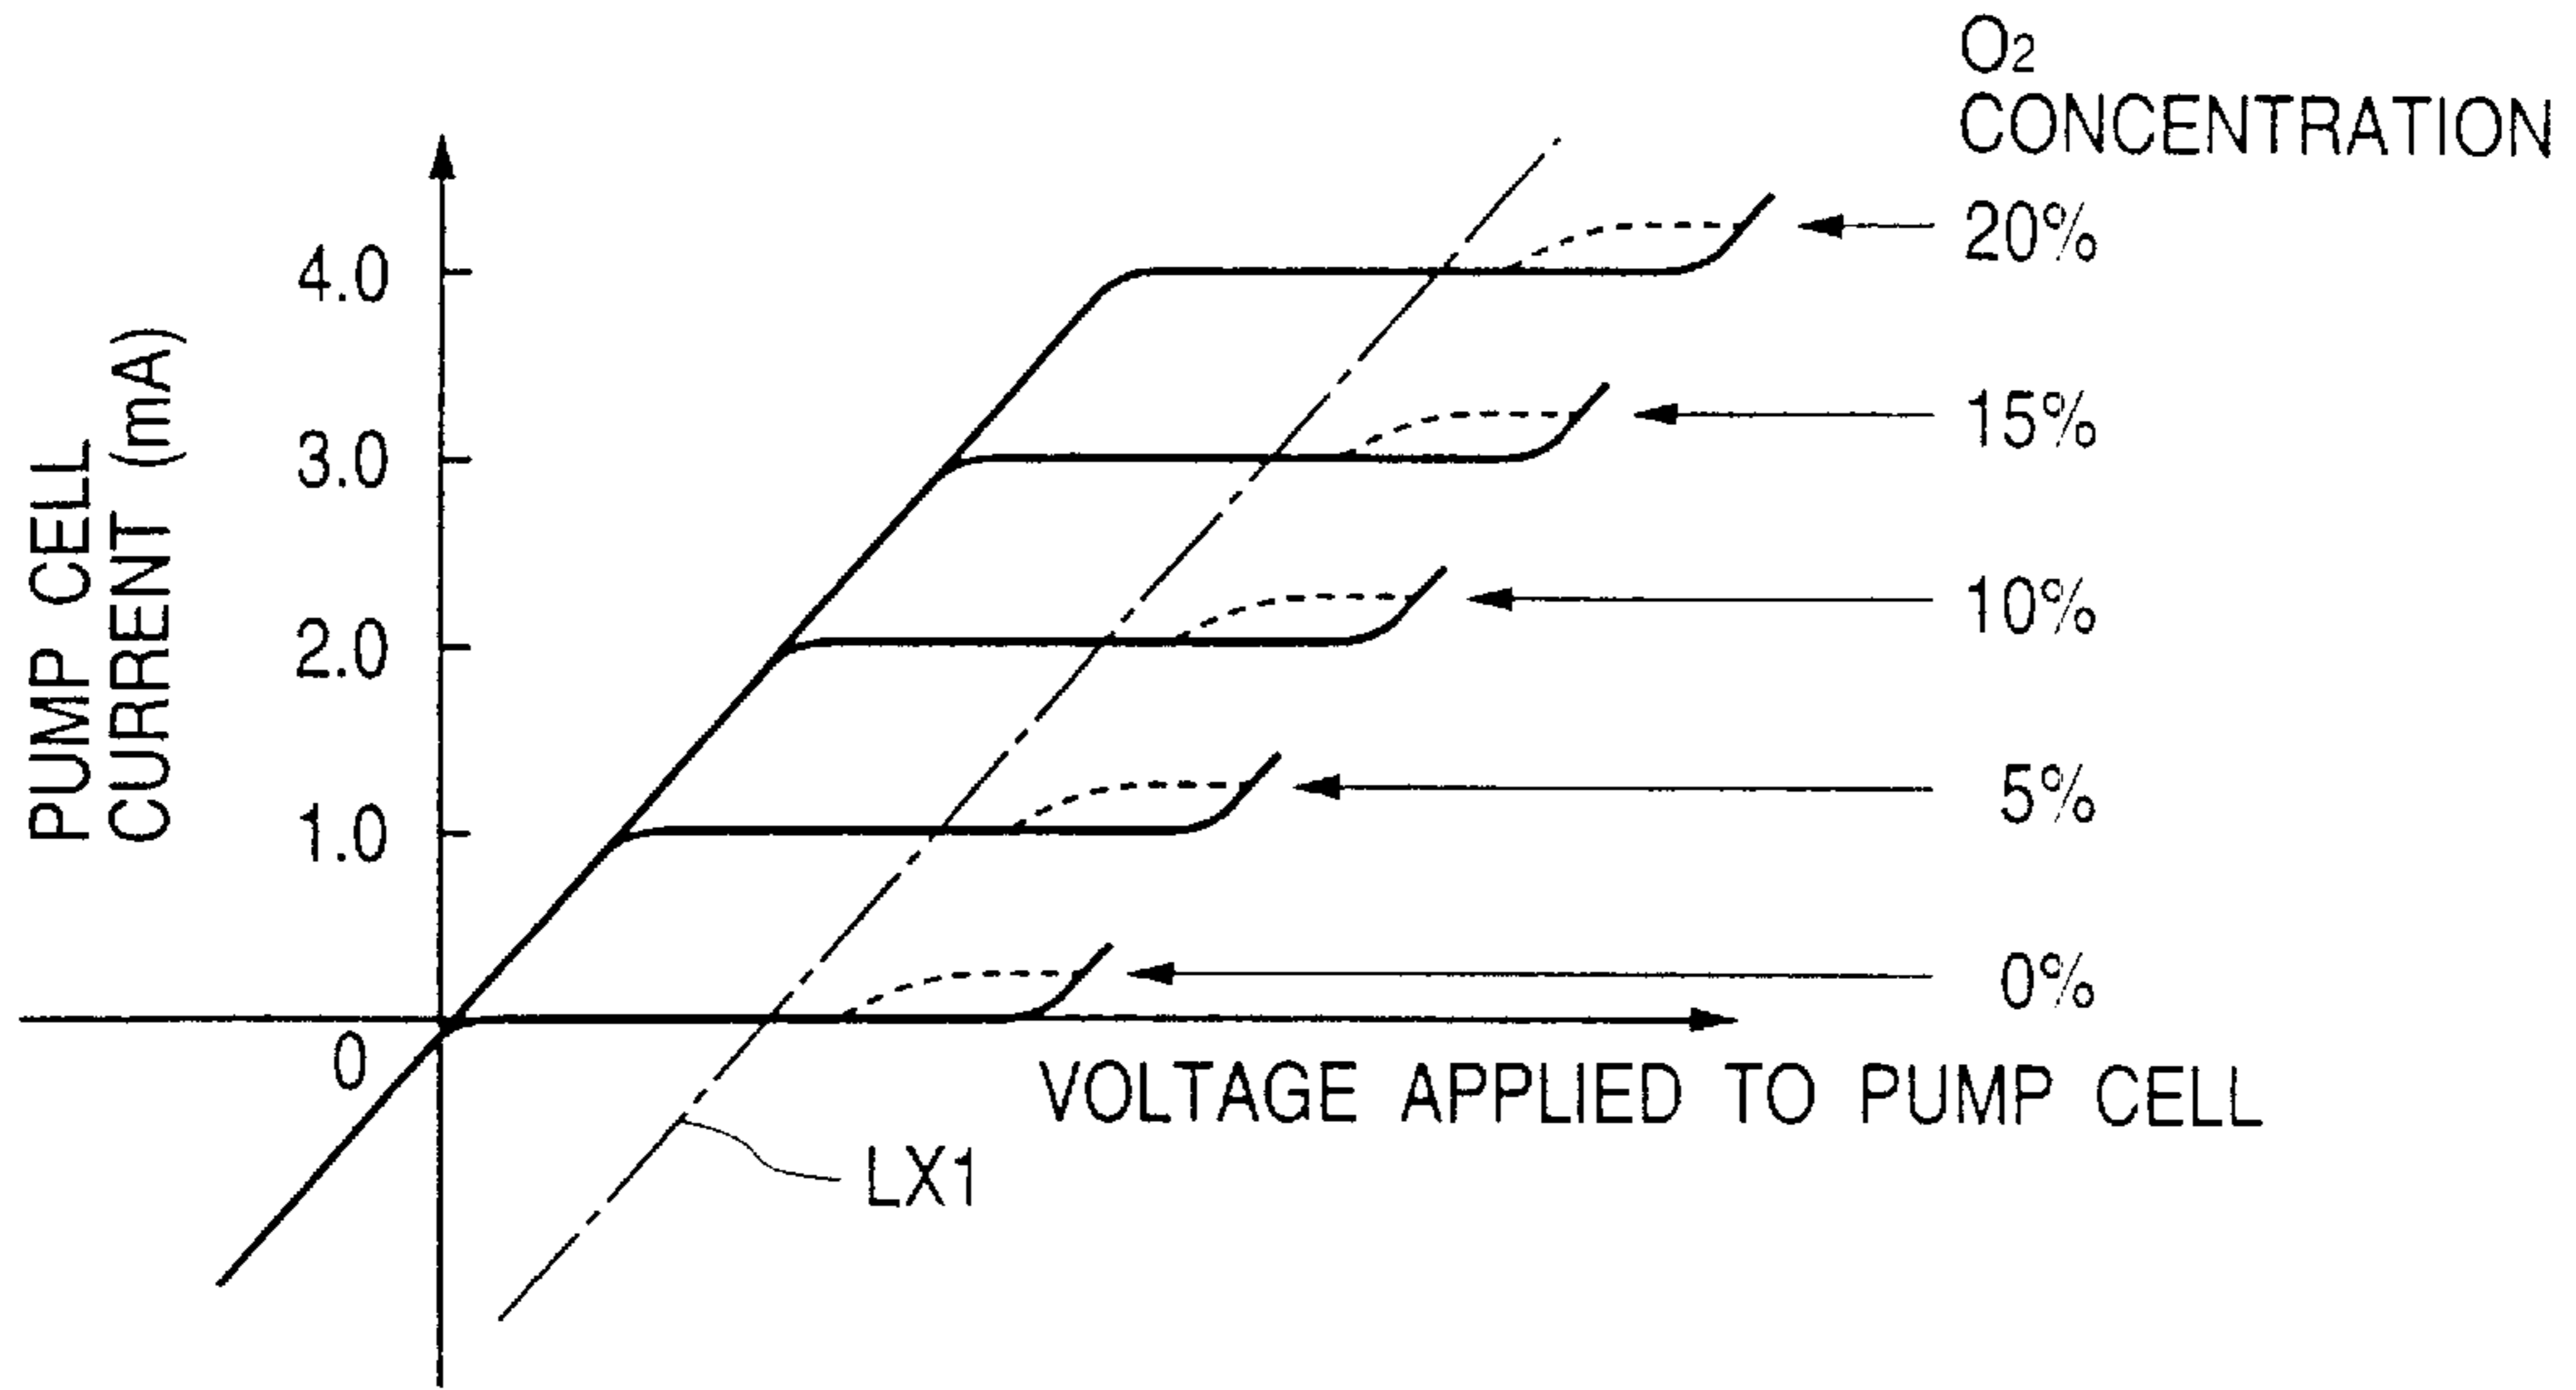 O2
CONCENTRATION
20%
15%
10%
5%
0%
PUMP CELL
CURRENT (mA)
4.0
3.0
2.0
1.0
0
VOLTAGE APPLIED TO PUMP CELL
LX1